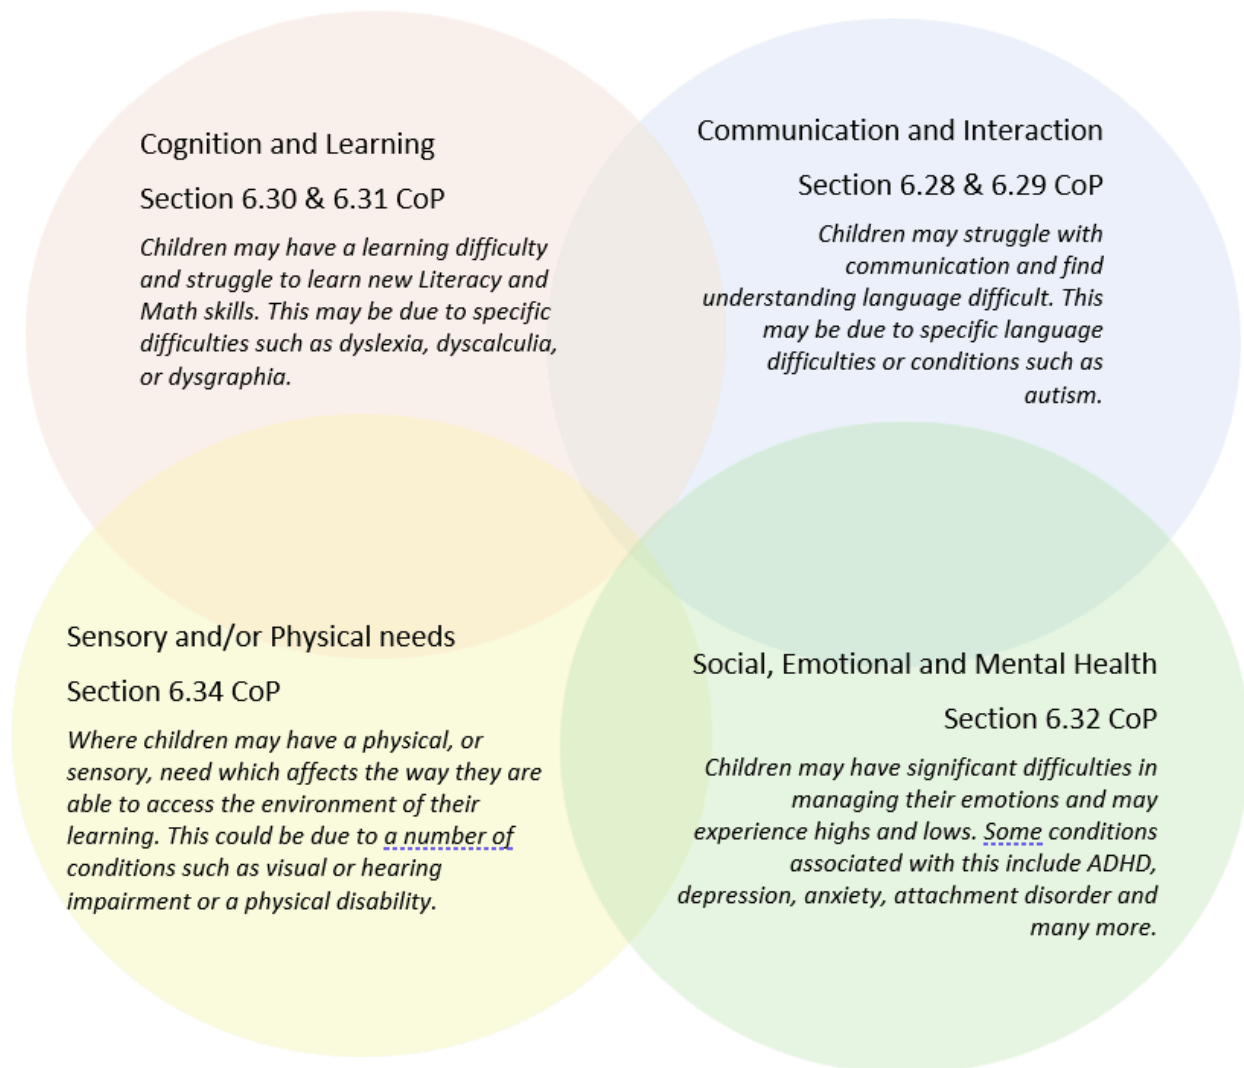 Cognition and Learning
Section 6.30 & 6.31 CoP
Children may have a learning difficulty
and struggle to learn new Literacy and
Math skills. This may be due to specific
difficulties such as dyslexia, dyscalculia,
or dysgraphia.
Communication and Interaction
Section 6.28 & 6.29 CoP
Children may struggle with
communication and find
understanding language difficult. This
may be due to specific language
difficulties or conditions such as
autism.
Sensory and/or Physical needs
Section 6.34 CoP
Where children may have a physical, or
sensory, need which affects the way they are
able to access the environment of their
learning. This could be due to a number of
conditions such as visual or hearing
impairment or a physical disability.
Social, Emotional and Mental Health
Section 6.32 CoP
Children may have significant difficulties in
managing their emotions and may
experience highs and lows. Some conditions
associated with this include ADHD,
depression, anxiety, attachment disorder and
many more.